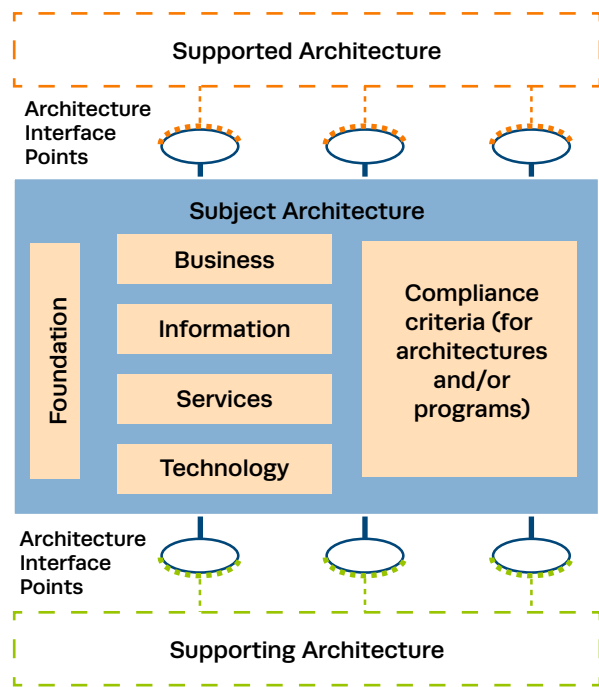 Supported Architecture
Architecture
Interface
Points
Subject Architecture
Foundation
Business
Information
Services
Technology
Compliance
criteria (for
architectures
and/or
programs)
Architecture
Interface
Points
Supporting Architecture